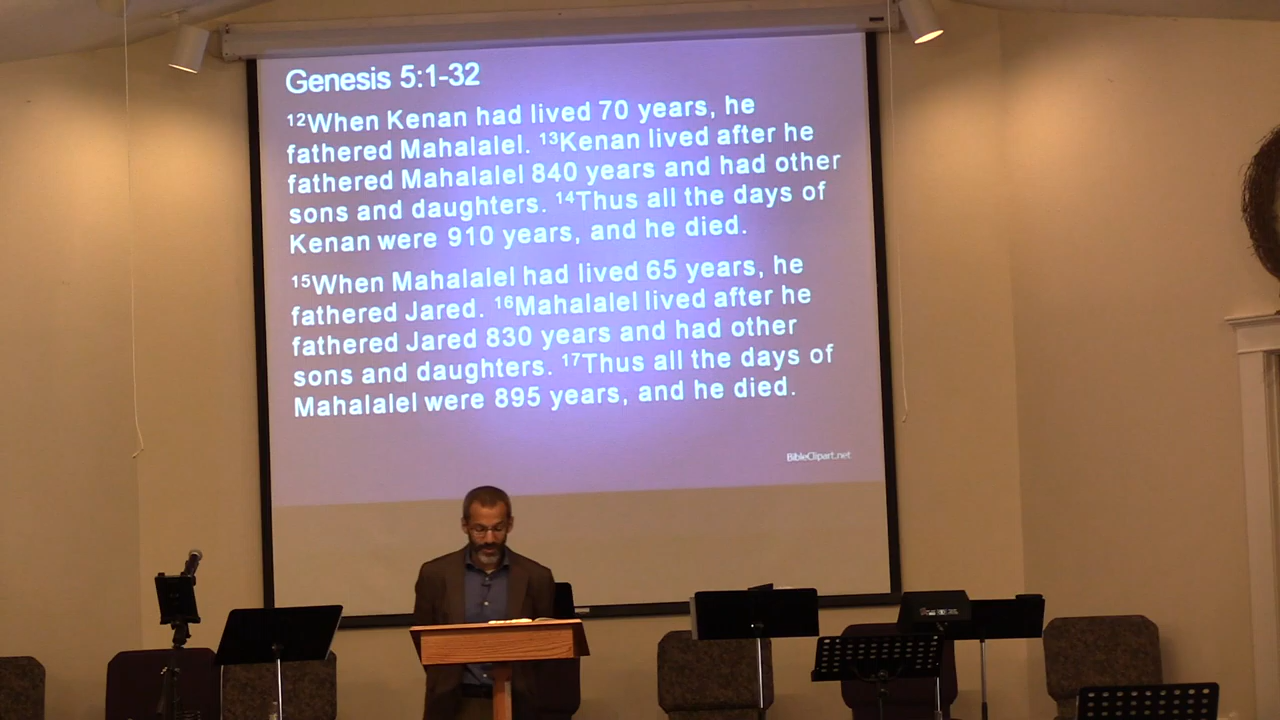 Genesis 5:1-32
¹²When Kenan had lived 70 years, he
fathered Mahalalel. ¹³Kenan lived after he
fathered Mahalalel 840 years and had other
sons and daughters. ¹⁴Thus all the days of
Kenan were 910 years, and he died.
¹⁵When Mahalalel had lived 65 years, he
fathered Jared. ¹⁶Mahalalel lived after he
fathered Jared 830 years and had other
sons and daughters. ¹⁷Thus all the days of
Mahalalel were 895 years, and he died.
BibleClipart.net